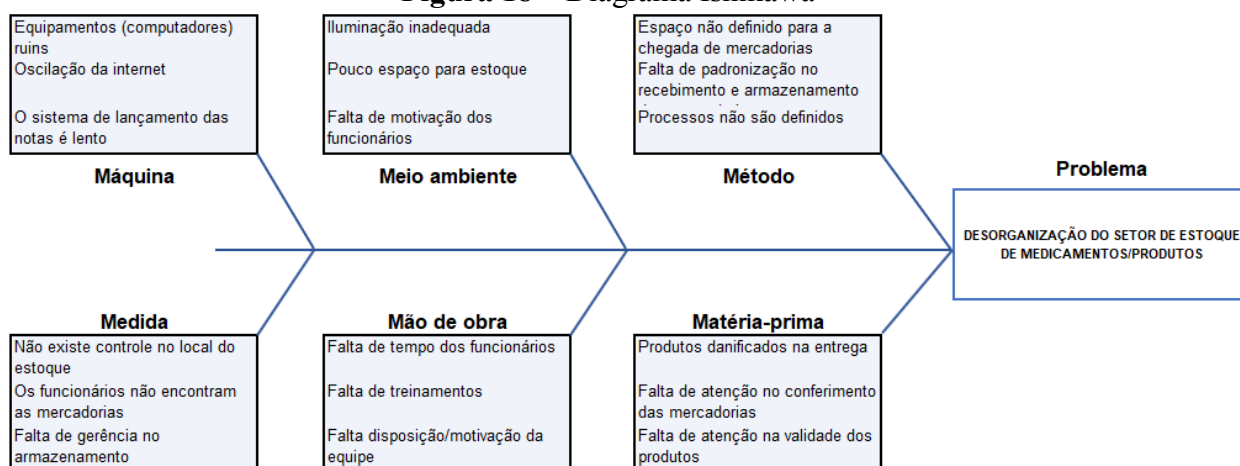 Equipamentos (computadores)
ruins
Oscilação da internet
O sistema de lançamento das
notas é lento
Máquina
Iluminação inadequada
Pouco espaço para estoque
Falta de motivação dos
funcionários
Meio ambiente
Espaço não definido para a
chegada de mercadorias
Falta de padronização no
recebimento e armazenamento
Processos não são definidos
Método
Problema
DESORGANIZAÇÃO DO SETOR DE ESTOQUE
DE MEDICAMENTOS/PRODUTOS
Medida
Não existe controle no local do
estoque
Os funcionários não encontram
as mercadorias
Falta de gerência no
armazenamento
Mão de obra
Falta de tempo dos funcionários
Falta de treinamentos
Falta disposição/motivação da
equipe
Matéria-prima
Produtos danificados na entrega
Falta de atenção no conferimento
das mercadorias
Falta de atenção na validade dos
produtos